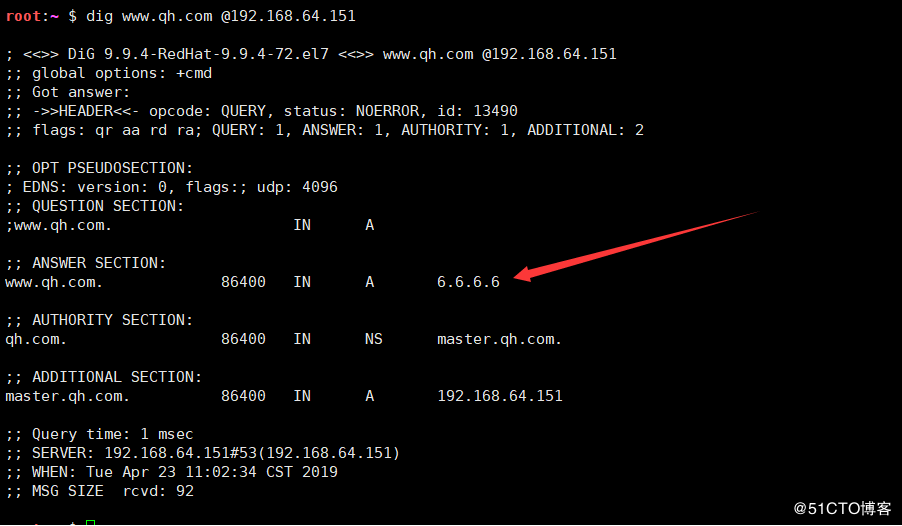 root:~ $ dig www.qh.com @192.168.64.151
; <<>> DiG 9.9.4-RedHat-9.9.4-72.el7 <<>> www.qh.com @192.168.64.151
;; global options: +cmd
;; Got answer:
;; ->>HEADER<<- opcode: QUERY, status: NOERROR, id: 13490
;; flags: qr aa rd ra; QUERY: 1, ANSWER: 1, AUTHORITY: 1, ADDITIONAL: 2
;; OPT PSEUDOSECTION:
; EDNS: version: 0, flags:; udp: 4096
;; QUESTION SECTION:
;www.qh.com. IN A
;; ANSWER SECTION:
www.qh.com. 86400 IN A 6.6.6.6
;; AUTHORITY SECTION:
qh.com. 86400 IN NS master.qh.com.
;; ADDITIONAL SECTION:
master.qh.com. 86400 IN A 192.168.64.151
;; Query time: 1 msec
;; SERVER: 192.168.64.151#53(192.168.64.151)
;; WHEN: Tue Apr 23 11:02:34 CST 2019
;; MSG SIZE rcvd: 92
@51CTO博客